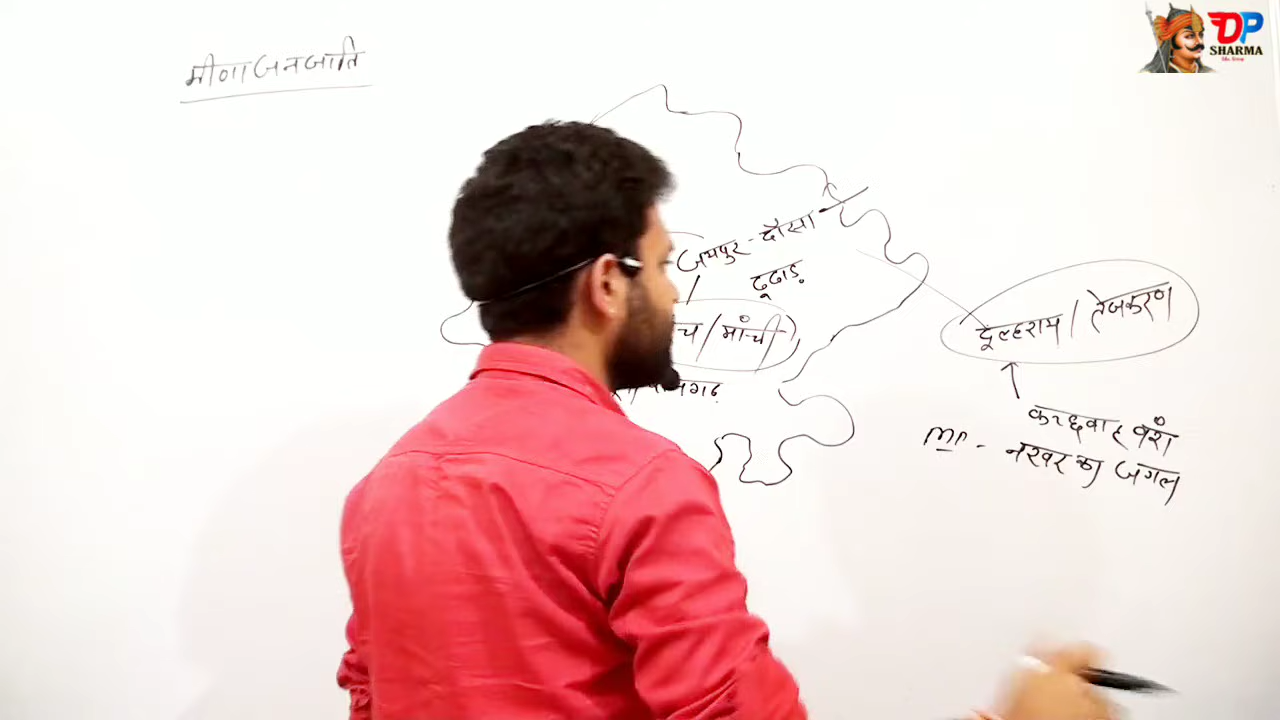 मीणा जनजाति
DP
SHARMA
जयपुर - दौसा
ढूढाड़
मांची
दूल्हराम / तेजकरण
कच्छवाह वंश
MP - नरवर का जंगल